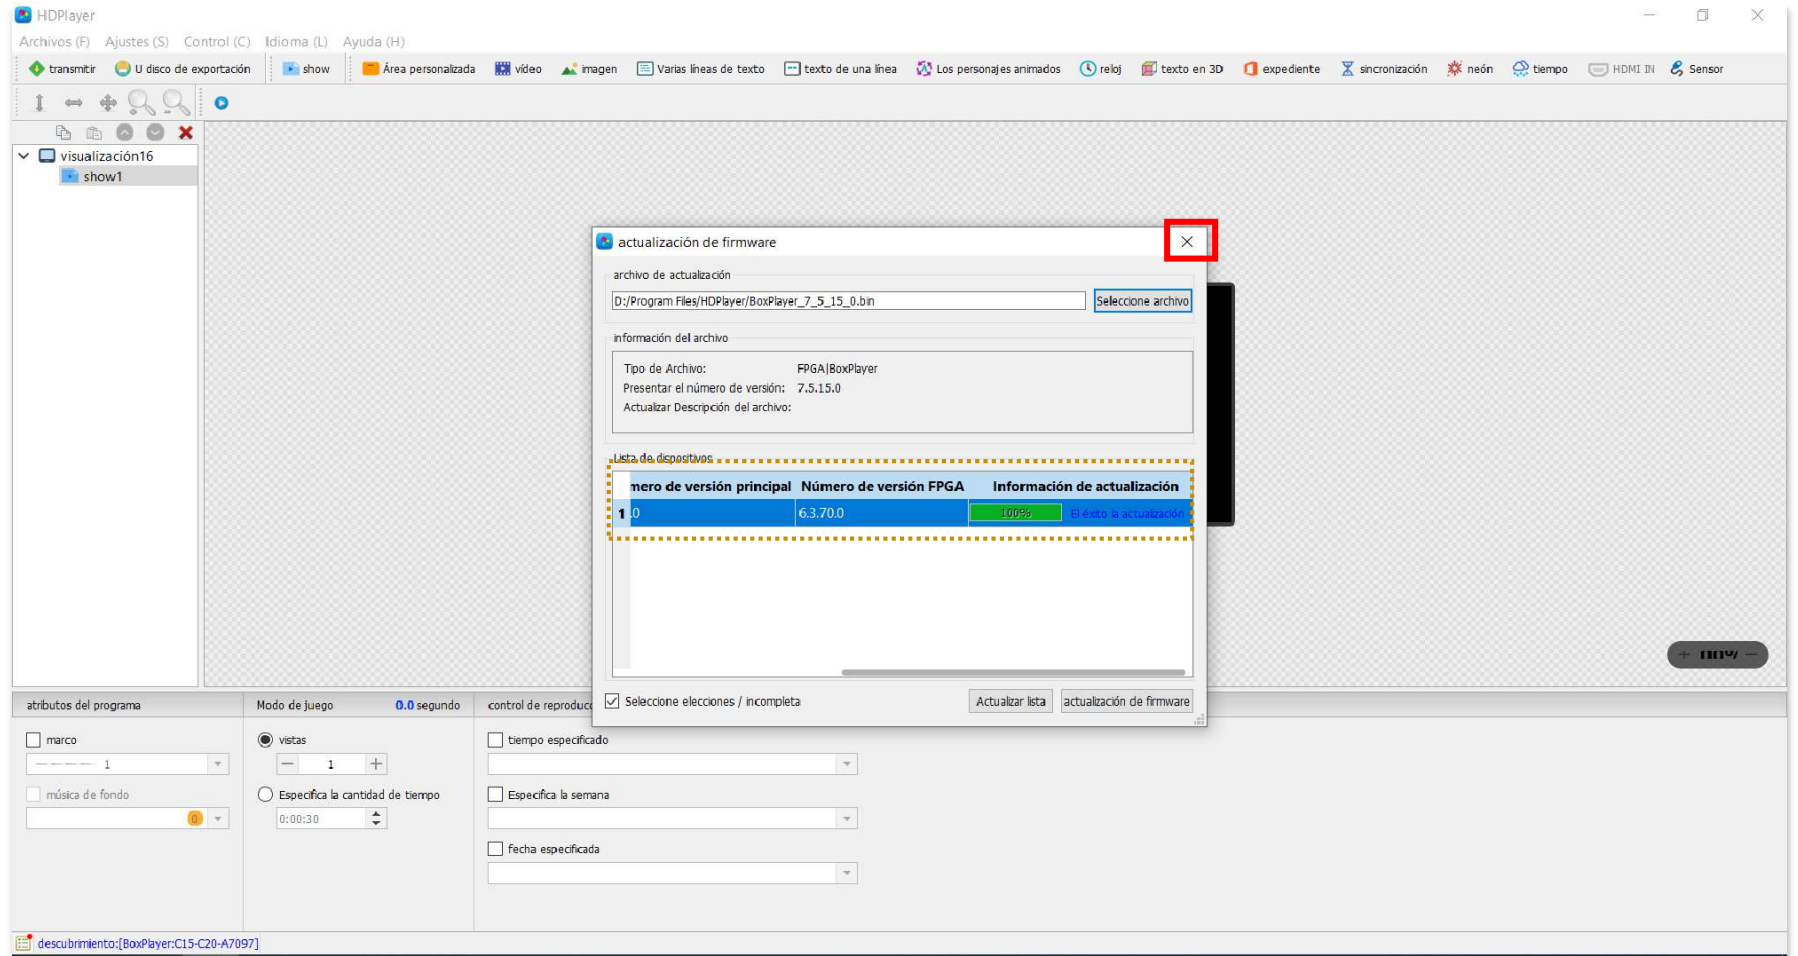 HDPlayer
Archivos (F) Ajustes (S) Control (C) Idioma (L) Ayuda (H)
transmitir U disco de exportación show Área personalizada vídeo imagen Varias líneas de texto texto de una línea Los personajes animados reloj texto en 3D expediente sincronización neón tiempo HDMI IN Sensor
visualización16
show1
actualización de firmware
archivo de actualización
D:/Program Files/HDPlayer/BoxPlayer_7_5_15_0.bin Seleccione archivo
información del archivo
Tipo de Archivo: FPGA|BoxPlayer
Presentar el número de versión: 7.5.15.0
Actualizar Descripción del archivo:
Lista de dispositivos
mero de versión principal Número de versión FPGA Información de actualización
1 .0 6.3.70.0 100% El éxito la actualización
Seleccione elecciones / incompleta Actualizar lista actualización de firmware
atributos del programa Modo de juego 0.0 segundo control de reproducc
marco vistas tiempo especificado
1 1
música de fondo Especifica la cantidad de tiempo Especifica la semana
0 0:00:30
fecha especificada
descubrimiento:[BoxPlayer:C15-C20-A7097]